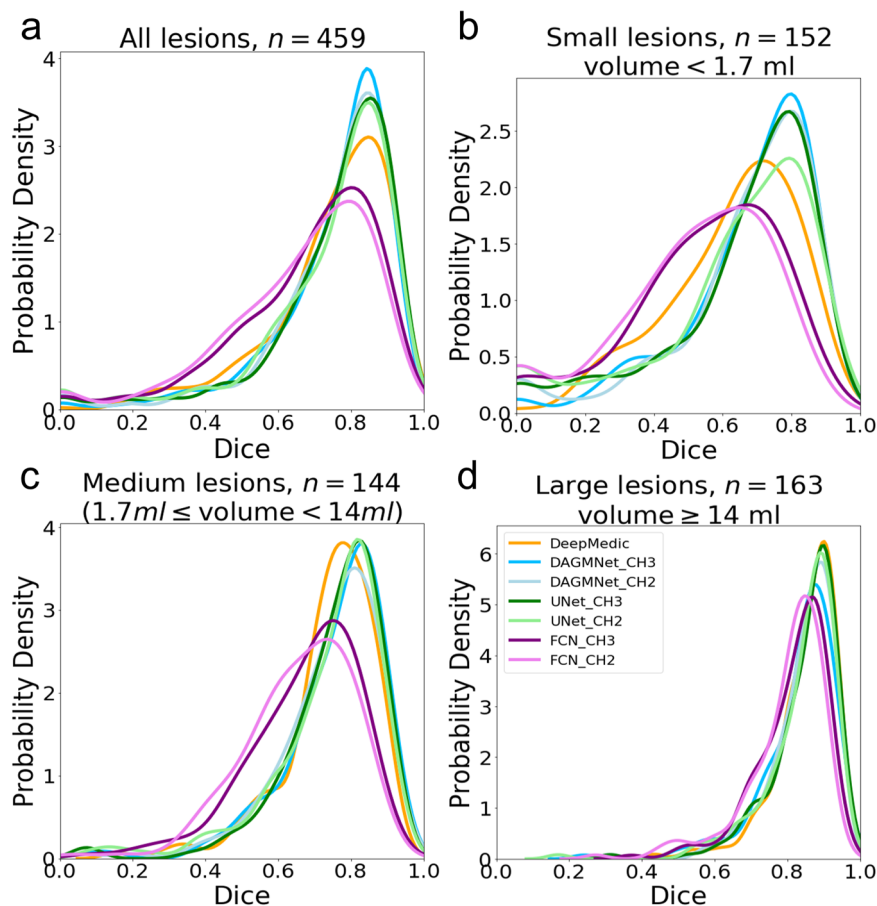 a
All lesions, n = 459
Probability Density
4
3
2
1
0
0.0 0.2 0.4 0.6 0.8 1.0
Dice
b
Small lesions, n = 152
volume < 1.7 ml
Probability Density
2.5
2.0
1.5
1.0
0.5
0.0
0.0 0.2 0.4 0.6 0.8 1.0
Dice
c
Medium lesions, n = 144
(1.7ml ≤ volume < 14ml)
Probability Density
4
3
2
1
0
0.0 0.2 0.4 0.6 0.8 1.0
Dice
d
Large lesions, n = 163
volume ≥ 14 ml
Probability Density
6
5
4
3
2
1
0
0.0 0.2 0.4 0.6 0.8 1.0
Dice
DeepMedic
DAGMNet_CH3
DAGMNet_CH2
UNet_CH3
UNet_CH2
FCN_CH3
FCN_CH2